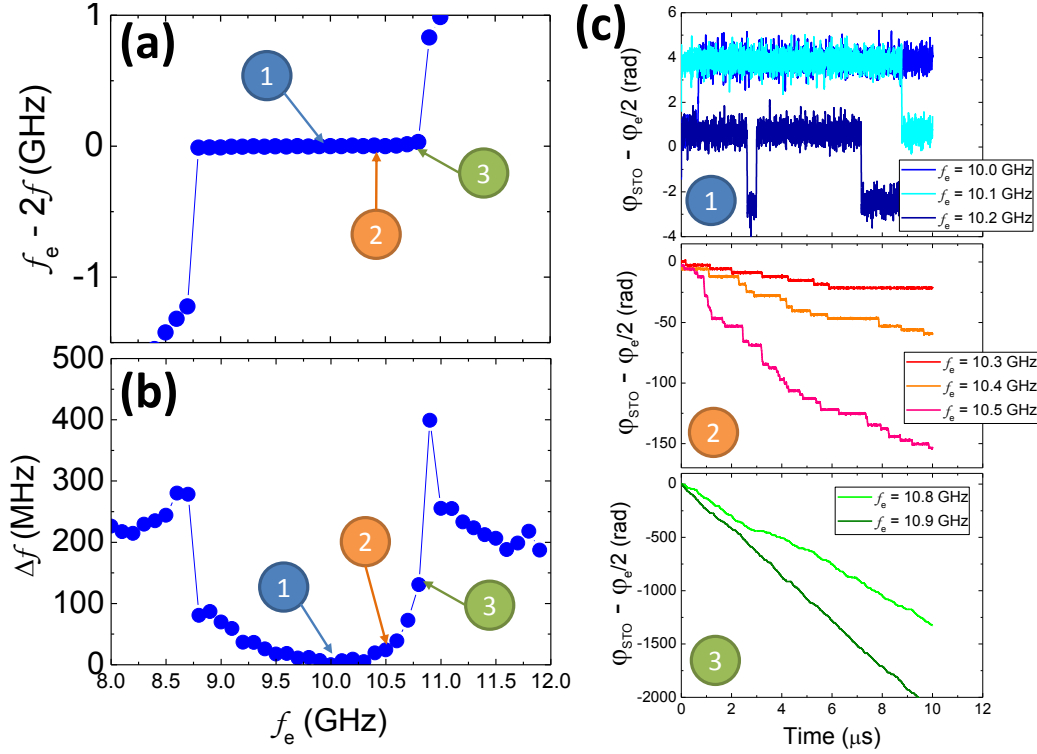 (a)
1
0
-1
f_e - 2f (GHz)
1
2
3
(b)
500
400
300
200
100
0
Δf (MHz)
1
2
3
8.0 8.5 9.0 9.5 10.0 10.5 11.0 11.5 12.0
f_e (GHz)
(c)
6
4
2
0
-2
-4
φ_STO - φ_e/2 (rad)
1
f_e = 10.0 GHz
f_e = 10.1 GHz
f_e = 10.2 GHz
0
-50
-100
-150
φ_STO - φ_e/2 (rad)
2
f_e = 10.3 GHz
f_e = 10.4 GHz
f_e = 10.5 GHz
0
-500
-1000
-1500
-2000
φ_STO - φ_e/2 (rad)
3
f_e = 10.8 GHz
f_e = 10.9 GHz
0 2 4 6 8 10 12
Time (μs)